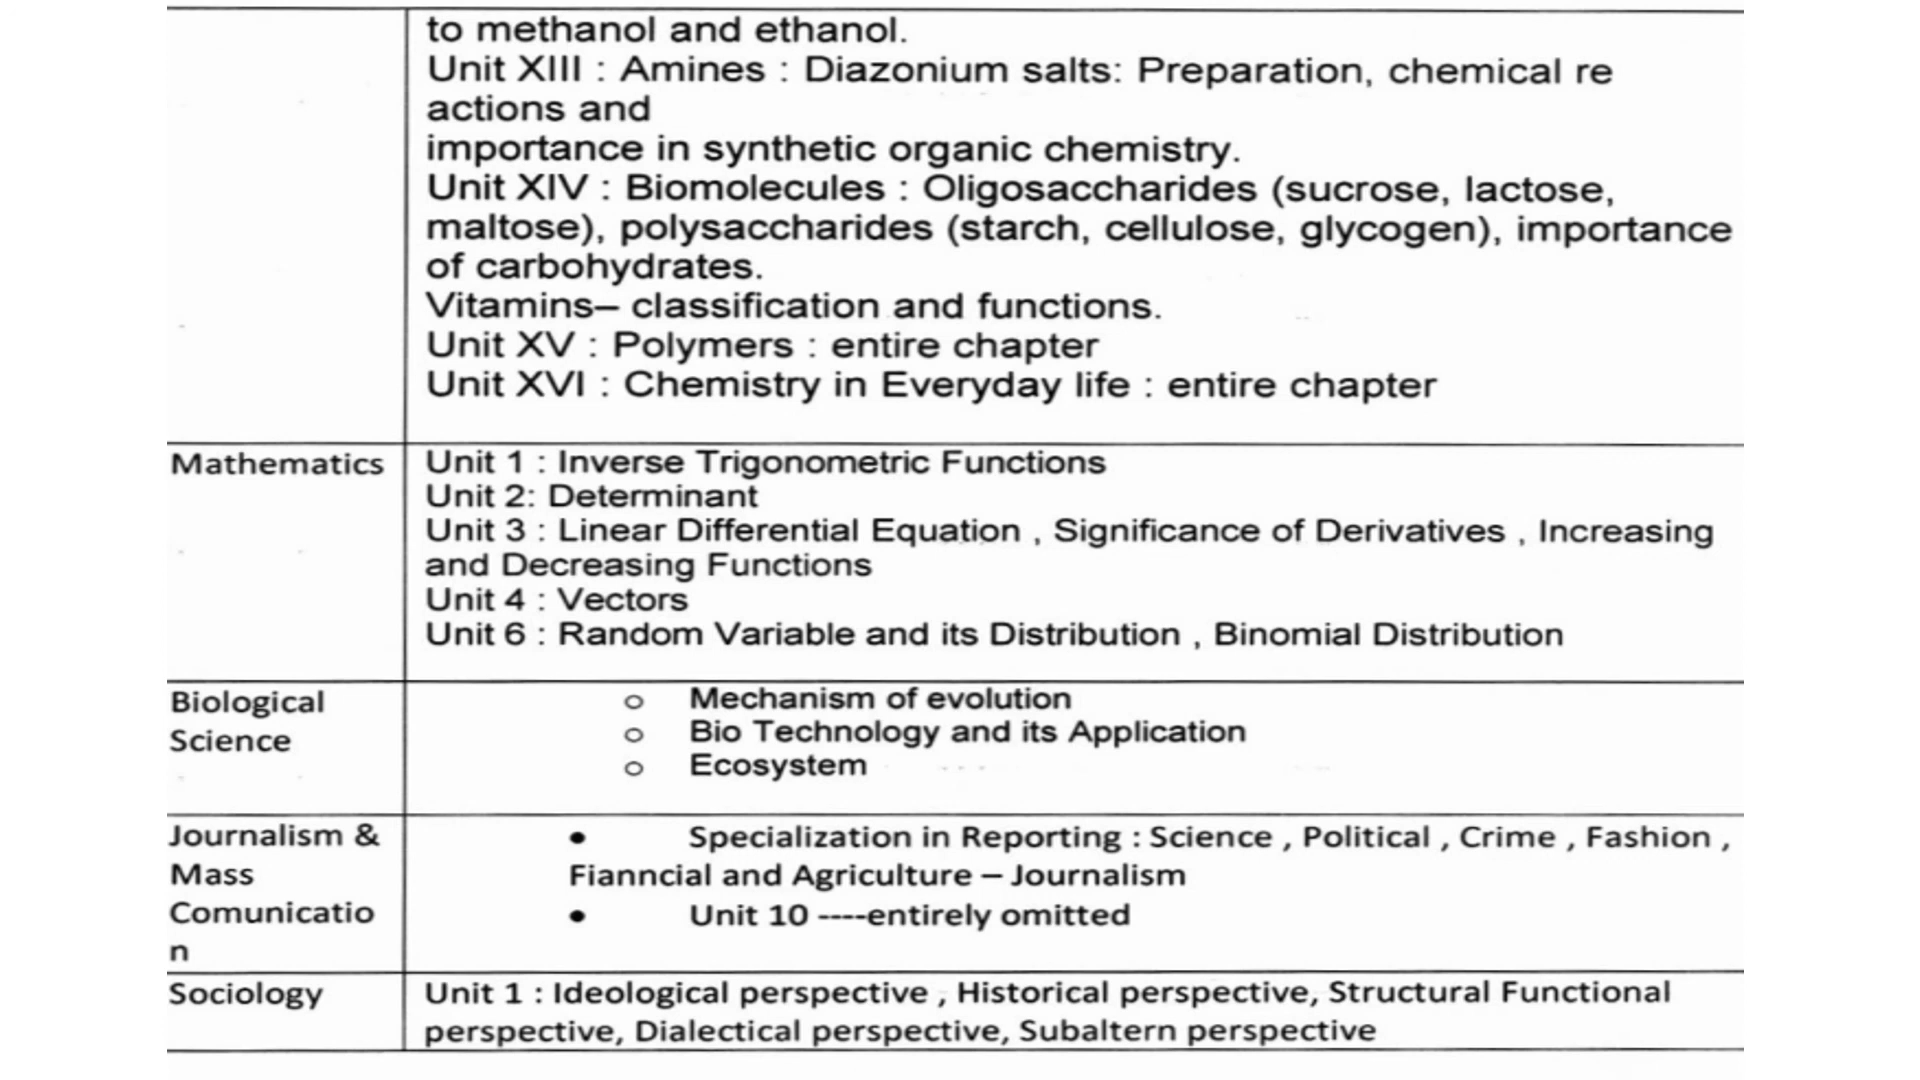 to methanol and ethanol.
Unit XIII : Amines : Diazonium salts: Preparation, chemical re
actions and
importance in synthetic organic chemistry.
Unit XIV : Biomolecules : Oligosaccharides (sucrose, lactose,
maltose), polysaccharides (starch, cellulose, glycogen), importance
of carbohydrates.
Vitamins– classification and functions.
Unit XV : Polymers : entire chapter
Unit XVI : Chemistry in Everyday life : entire chapter
Mathematics
Unit 1 : Inverse Trigonometric Functions
Unit 2: Determinant
Unit 3 : Linear Differential Equation , Significance of Derivatives , Increasing
and Decreasing Functions
Unit 4 : Vectors
Unit 6 : Random Variable and its Distribution , Binomial Distribution
Biological
Science
o Mechanism of evolution
o Bio Technology and its Application
o Ecosystem
Journalism &
Mass
Comunicatio
n
• Specialization in Reporting : Science , Political , Crime , Fashion ,
Fianncial and Agriculture – Journalism
• Unit 10 ----entirely omitted
Sociology
Unit 1 : Ideological perspective , Historical perspective, Structural Functional
perspective, Dialectical perspective, Subaltern perspective